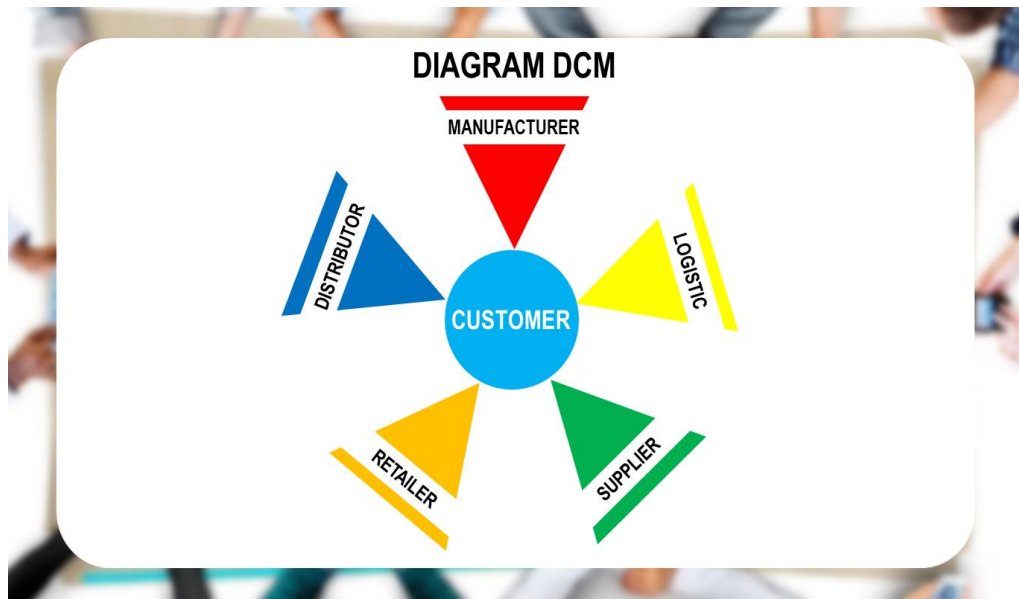 DIAGRAM DCM
MANUFACTURER
DISTRIBUTOR
LOGISTIC
CUSTOMER
RETAILER
SUPPLIER